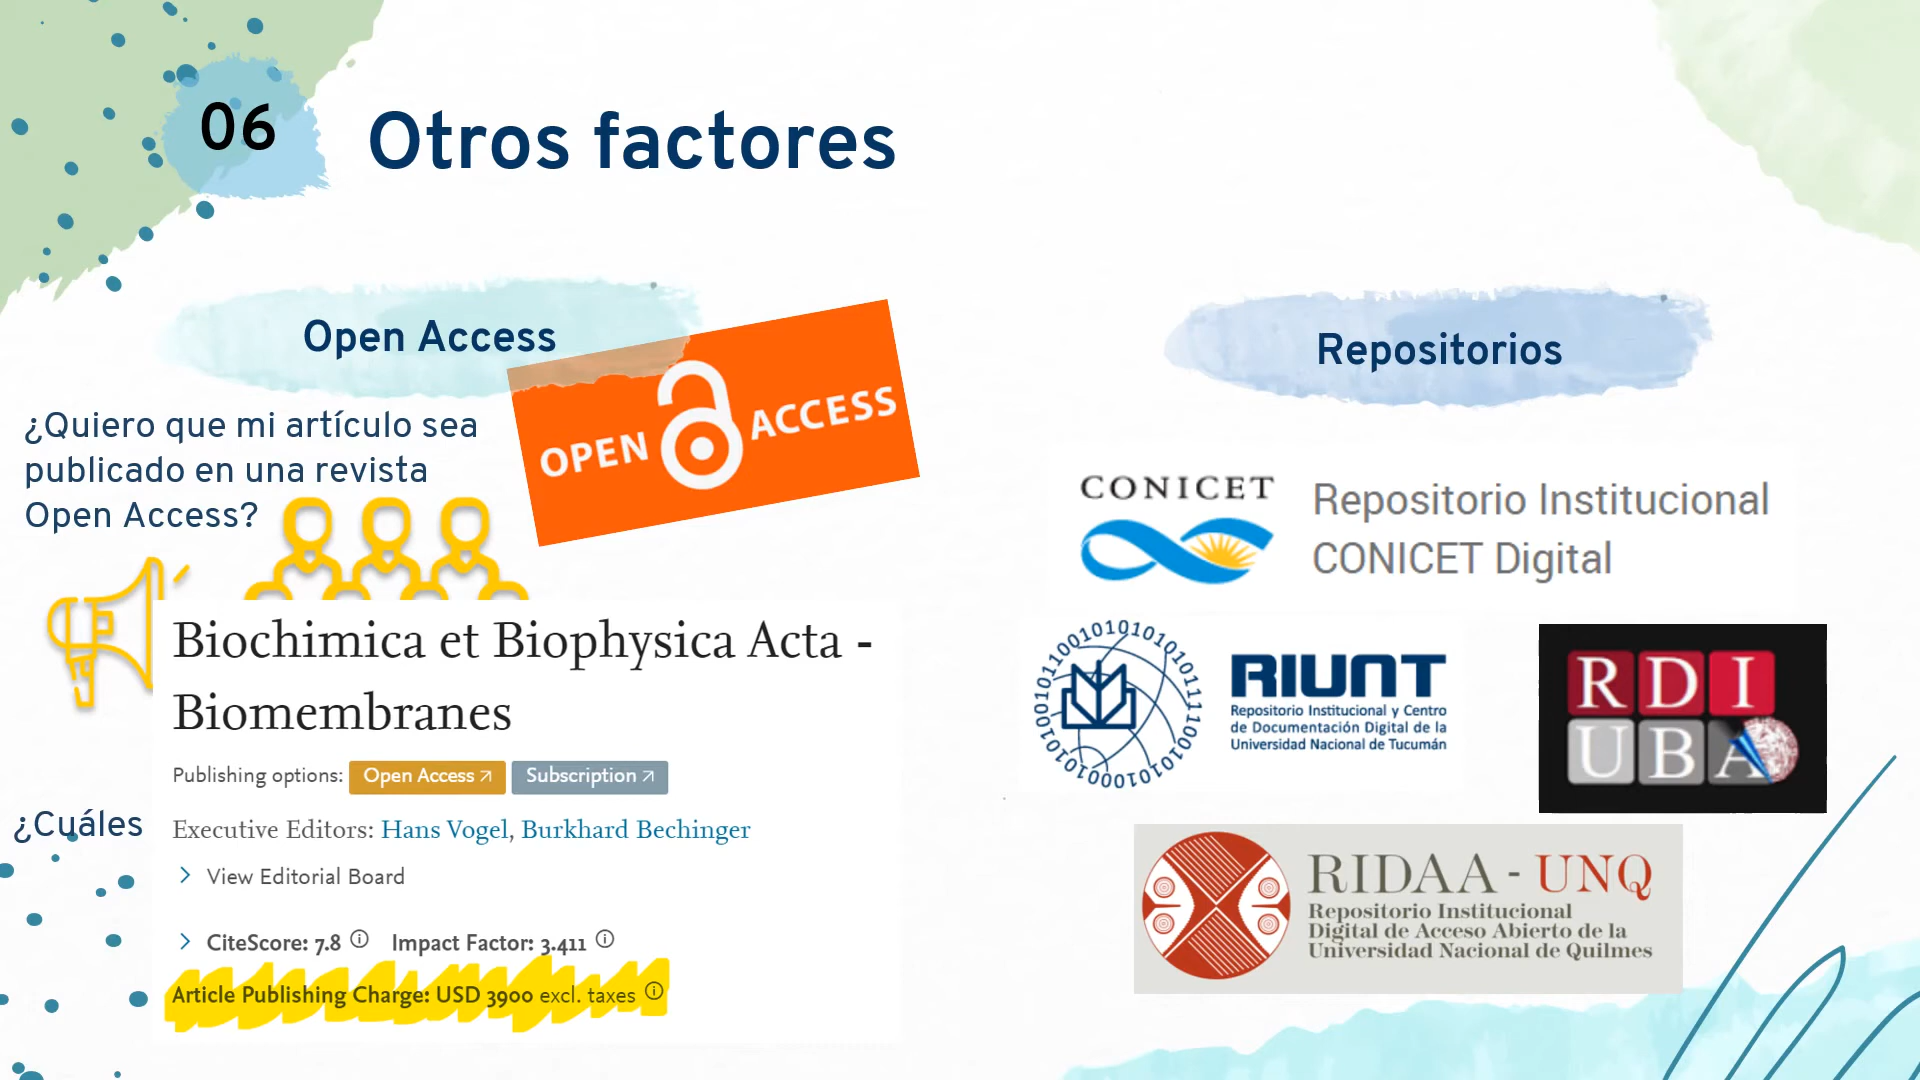 06
Otros factores
Open Access
¿Quiero que mi artículo sea
publicado en una revista
Open Access?
OPEN ACCESS
Biochimica et Biophysica Acta -
Biomembranes
Publishing options: Open Access Subscription
¿Cuáles
Executive Editors: Hans Vogel, Burkhard Bechinger
View Editorial Board
CiteScore: 7.8 Impact Factor: 3.411
Article Publishing Charge: USD 3900 excl. taxes
Repositorios
CONICET
Repositorio Institucional
CONICET Digital
RIUNT
Repositorio Institucional y Centro
de Documentación Digital de la
Universidad Nacional de Tucumán
RDI
UBA
RIDAA - UNQ
Repositorio Institucional
Digital de Acceso Abierto de la
Universidad Nacional de Quilmes